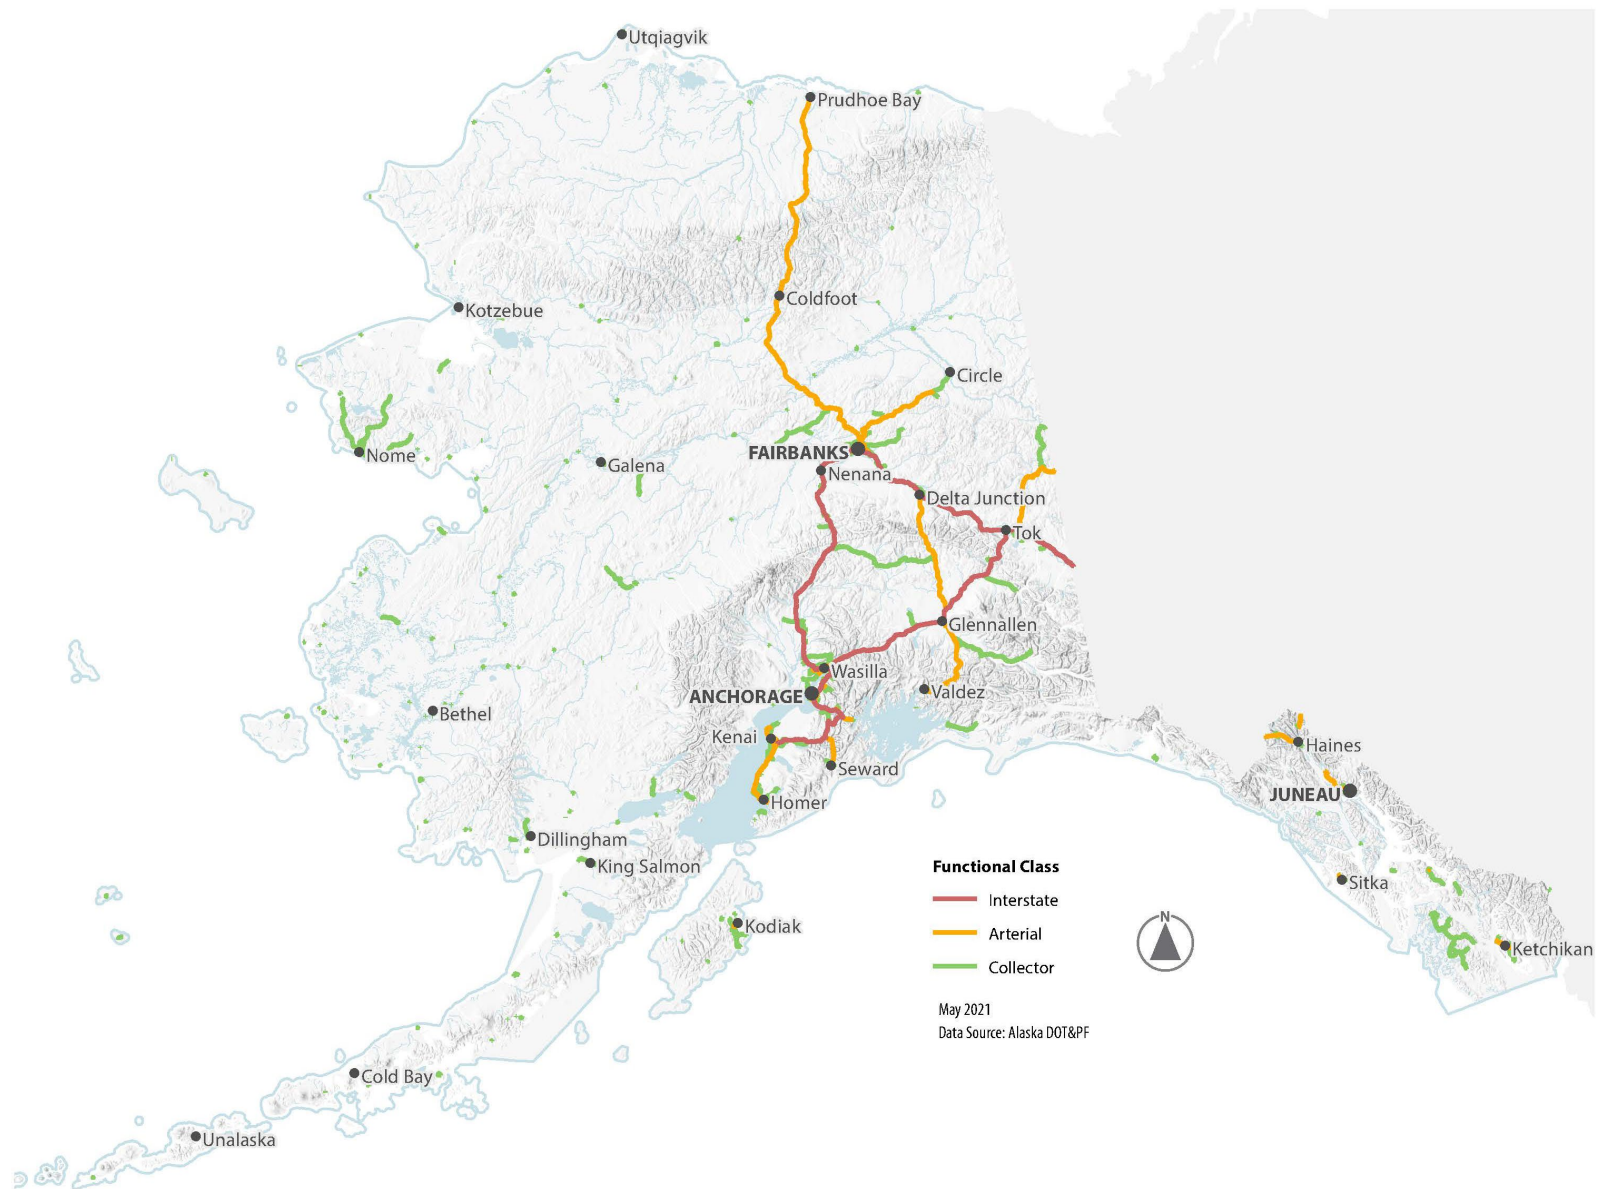 Utqiagvik
Prudhoe Bay
Coldfoot
Kotzebue
Circle
Nome
FAIRBANKS
Galena
Nenana
Delta Junction
Tok
Glennallen
Wasilla
ANCHORAGE
Valdez
Bethel
Kenai
Seward
Haines
JUNEAU
Homer
Dillingham
King Salmon
Sitka
Kodiak
Ketchikan
Functional Class
Interstate
Arterial
Collector
N
May 2021
Data Source: Alaska DOT&PF
Cold Bay
Unalaska